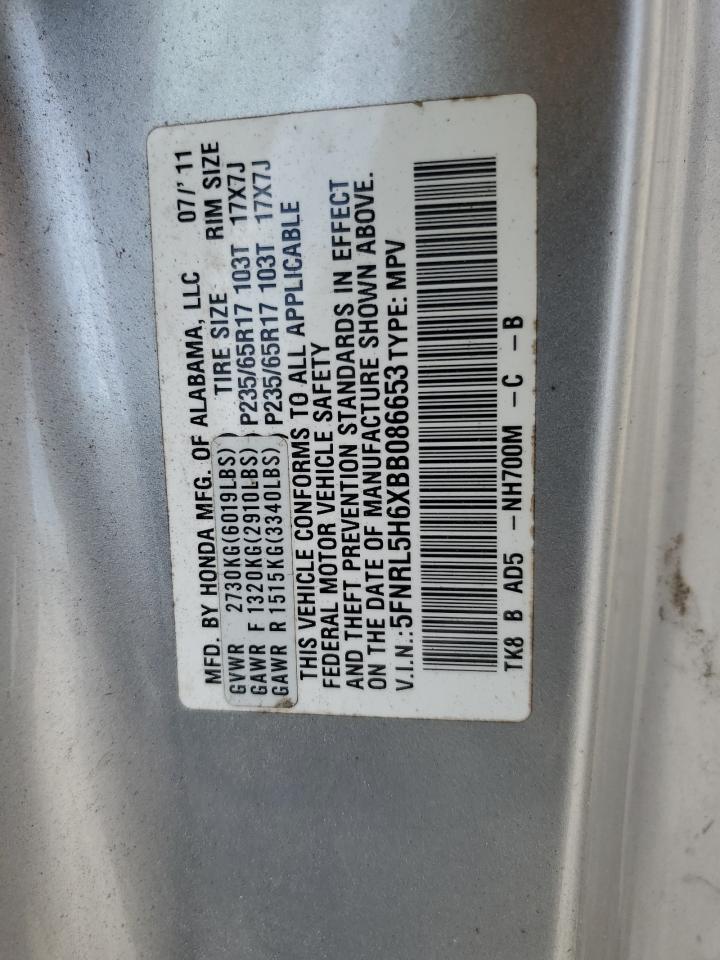 MFD. BY HONDA MFG. OF ALABAMA, LLC 07/' 11
TIRE SIZE RIM SIZE
GVWR 2730KG(6019LBS)
GAWR F 1320KG(2910LBS) P235/65R17 103T 17X7J
GAWR R 1515KG(3340LBS) P235/65R17 103T 17X7J
THIS VEHICLE CONFORMS TO ALL APPLICABLE
FEDERAL MOTOR VEHICLE SAFETY
AND THEFT PREVENTION STANDARDS IN EFFECT
ON THE DATE OF MANUFACTURE SHOWN ABOVE.
V.I.N.:5FNRL5H6XBB086653TYPE: MPV
TK8 B AD5 -NH700M -C -B